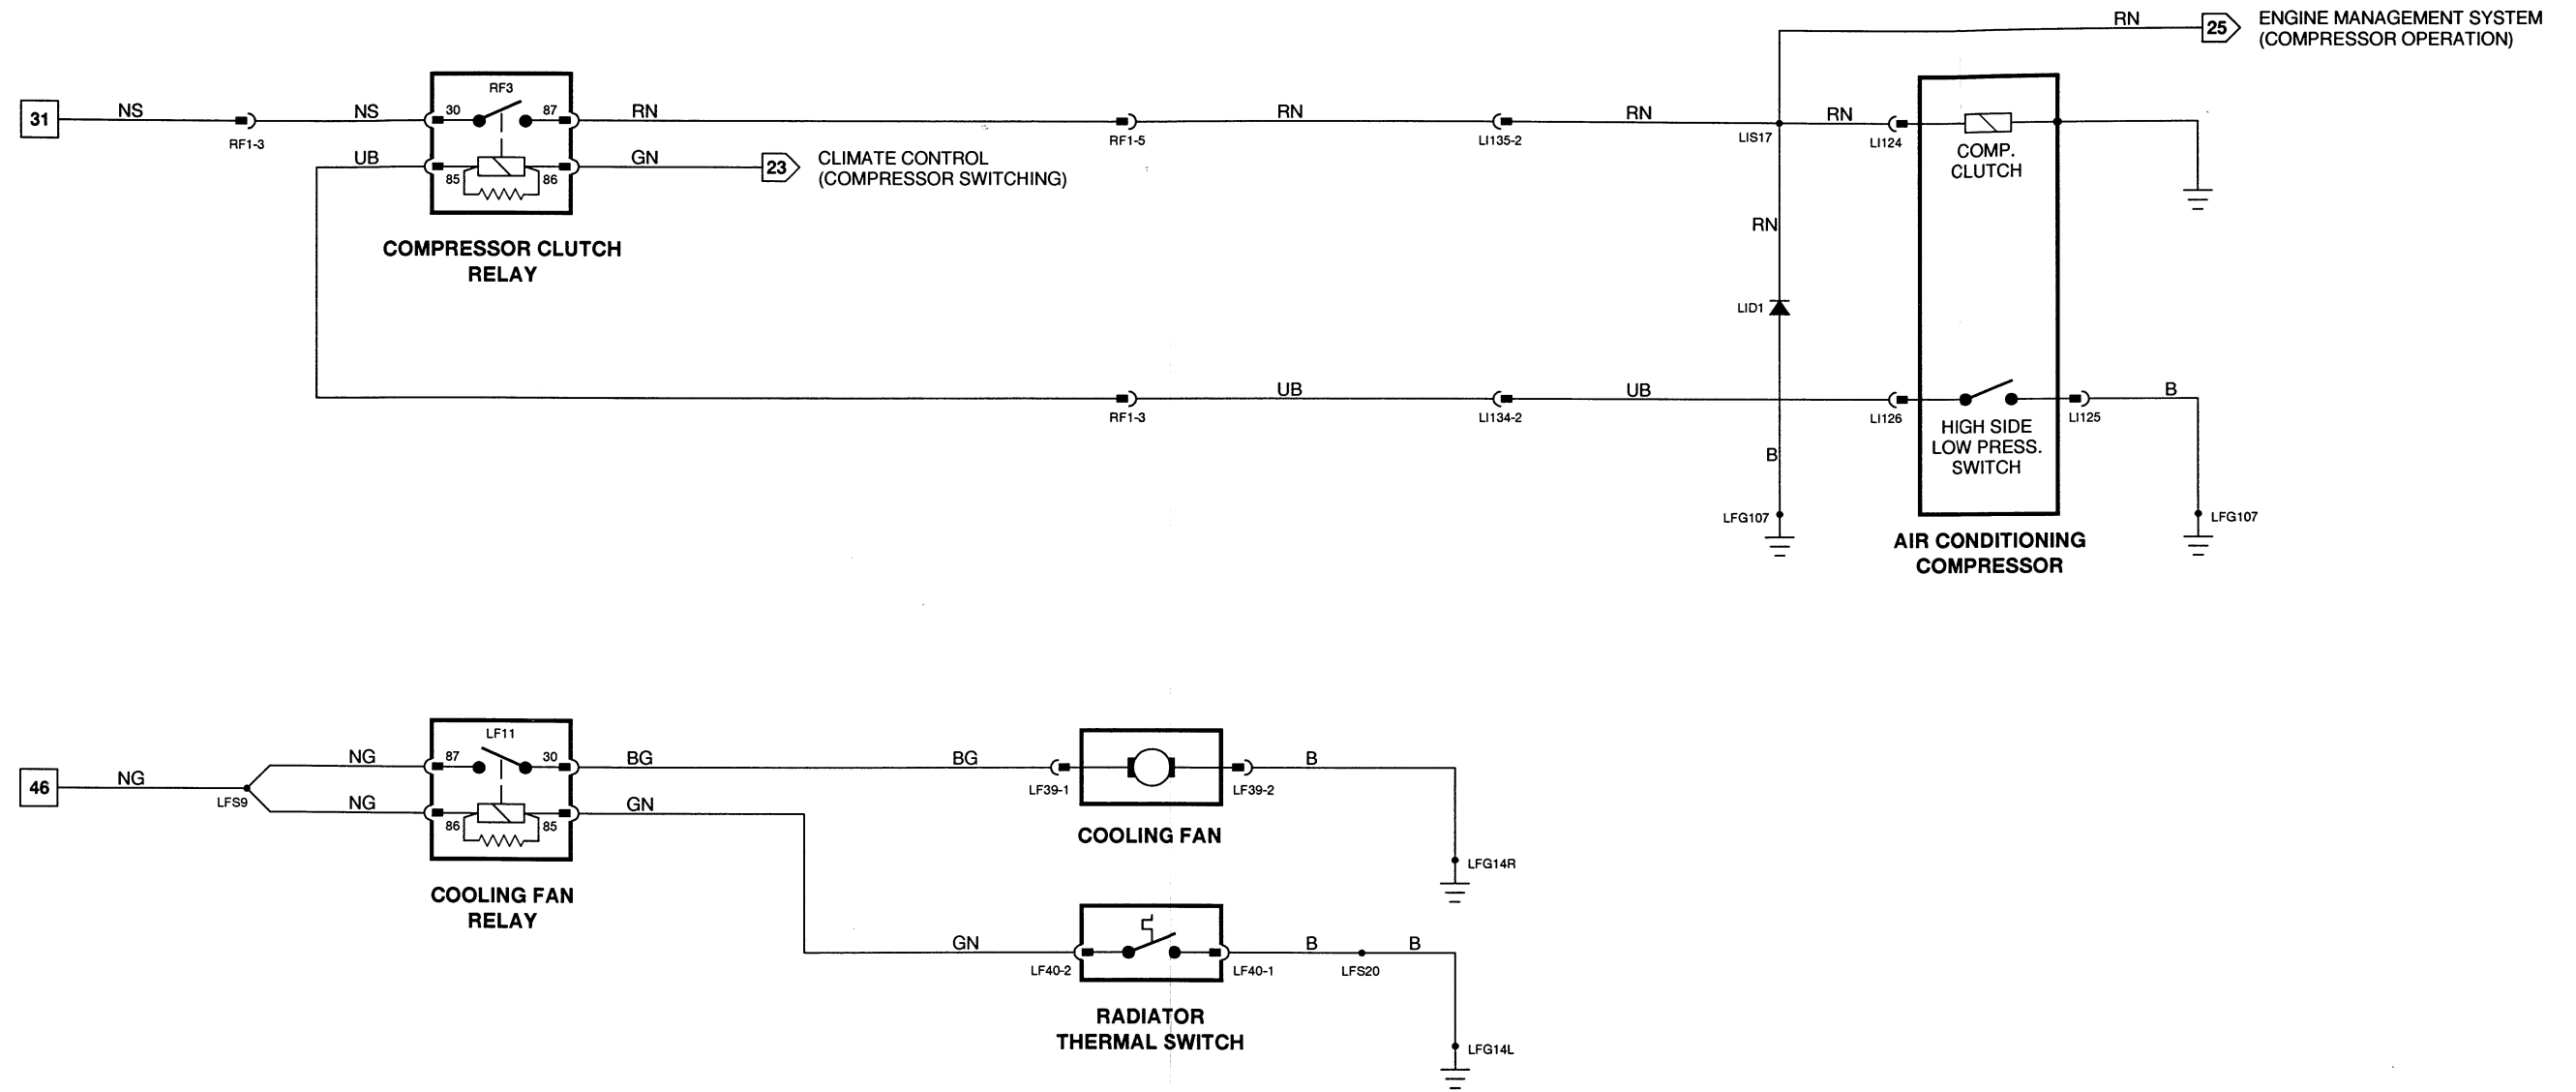 RN
25
ENGINE MANAGEMENT SYSTEM
(COMPRESSOR OPERATION)
31
NS
RF1-3
NS
RF3
30
87
RN
RF1-5
RN
LI135-2
RN
LIS17
RN
LI124
COMP.
CLUTCH
UB
85
86
GN
23
CLIMATE CONTROL
(COMPRESSOR SWITCHING)
COMPRESSOR CLUTCH
RELAY
RN
LID1
RF1-3
UB
LI134-2
UB
LI126
HIGH SIDE
LOW PRESS.
SWITCH
LI125
B
B
LFG107
LFG107
AIR CONDITIONING
COMPRESSOR
46
NG
LFS9
NG
NG
LF11
87
30
86
85
BG
BG
LF39-1
LF39-2
B
COOLING FAN
LFG14R
GN
COOLING FAN
RELAY
GN
LF40-2
LF40-1
B
LFS20
B
RADIATOR
THERMAL SWITCH
LFG14L